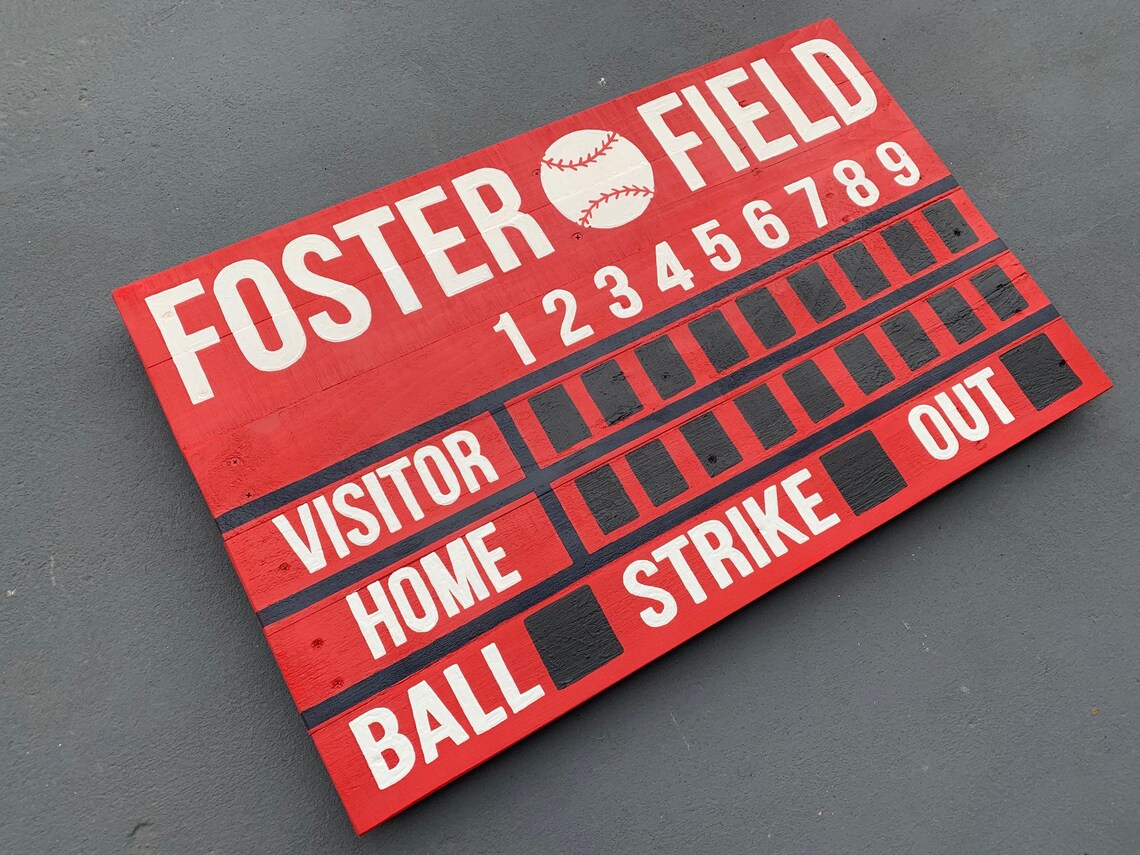 FOSTER FIELD
1 2 3 4 5 6 7 8 9
VISITOR
HOME
BALL STRIKE OUT